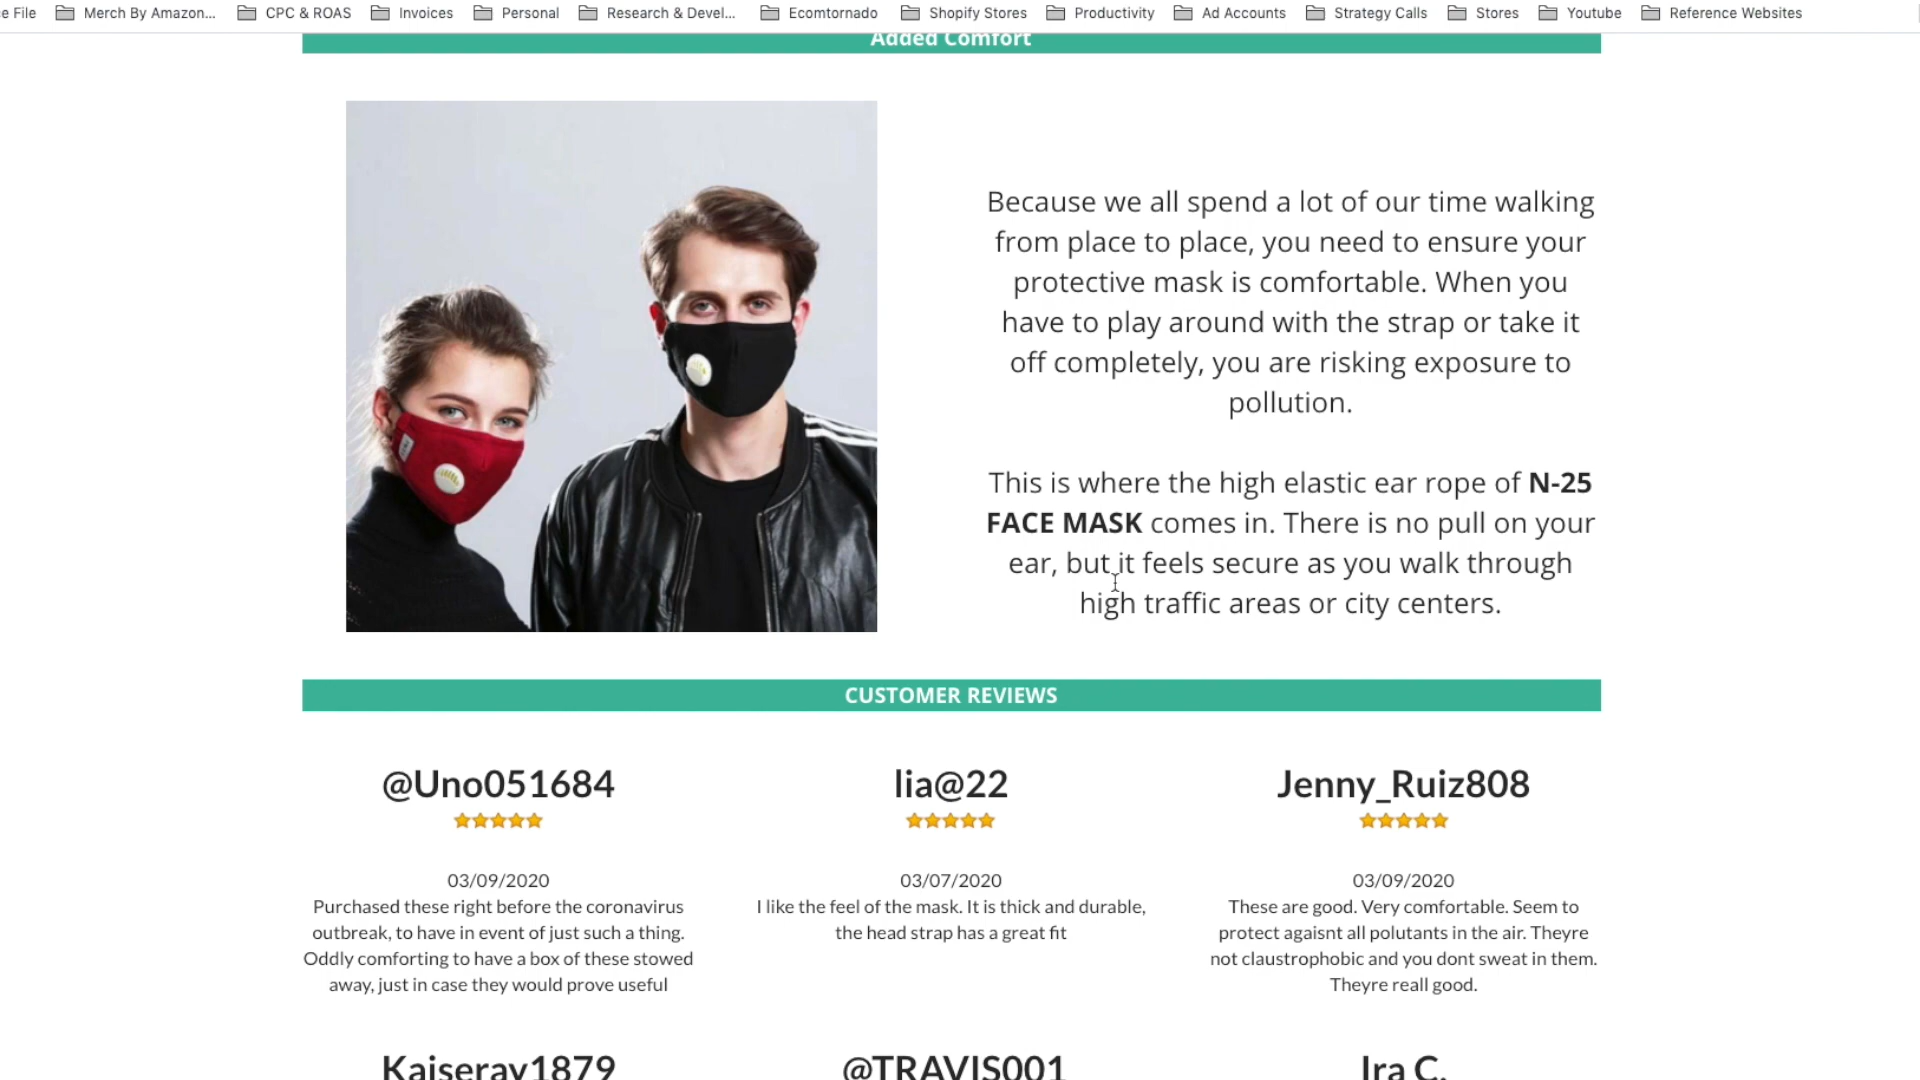 e File Merch By Amazon... CPC & ROAS Invoices Personal Research & Devel... Ecomtornado Shopify Stores Productivity Ad Accounts Strategy Calls Stores Youtube Reference Websites
Added Comfort
Because we all spend a lot of our time walking
from place to place, you need to ensure your
protective mask is comfortable. When you
have to play around with the strap or take it
off completely, you are risking exposure to
pollution.
This is where the high elastic ear rope of N-25
FACE MASK comes in. There is no pull on your
ear, but it feels secure as you walk through
high traffic areas or city centers.
CUSTOMER REVIEWS
@Uno051684
03/09/2020
Purchased these right before the coronavirus
outbreak, to have in event of just such a thing.
Oddly comforting to have a box of these stowed
away, just in case they would prove useful
lia@22
03/07/2020
I like the feel of the mask. It is thick and durable,
the head strap has a great fit
Jenny_Ruiz808
03/09/2020
These are good. Very comfortable. Seem to
protect agaisnt all polutants in the air. Theyre
not claustrophobic and you dont sweat in them.
Theyre reall good.
Kaiseray1879
@TRAVIS001
Ira C.